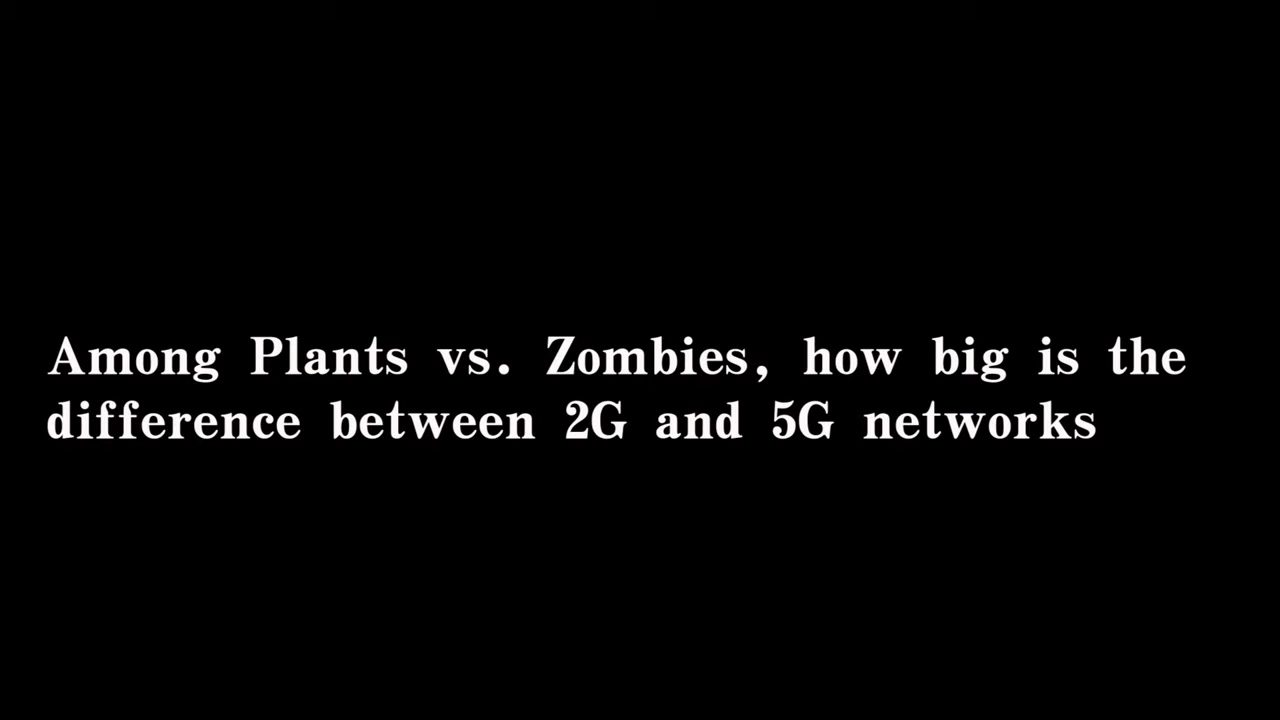 Among Plants vs. Zombies, how big is the
difference between 2G and 5G networks